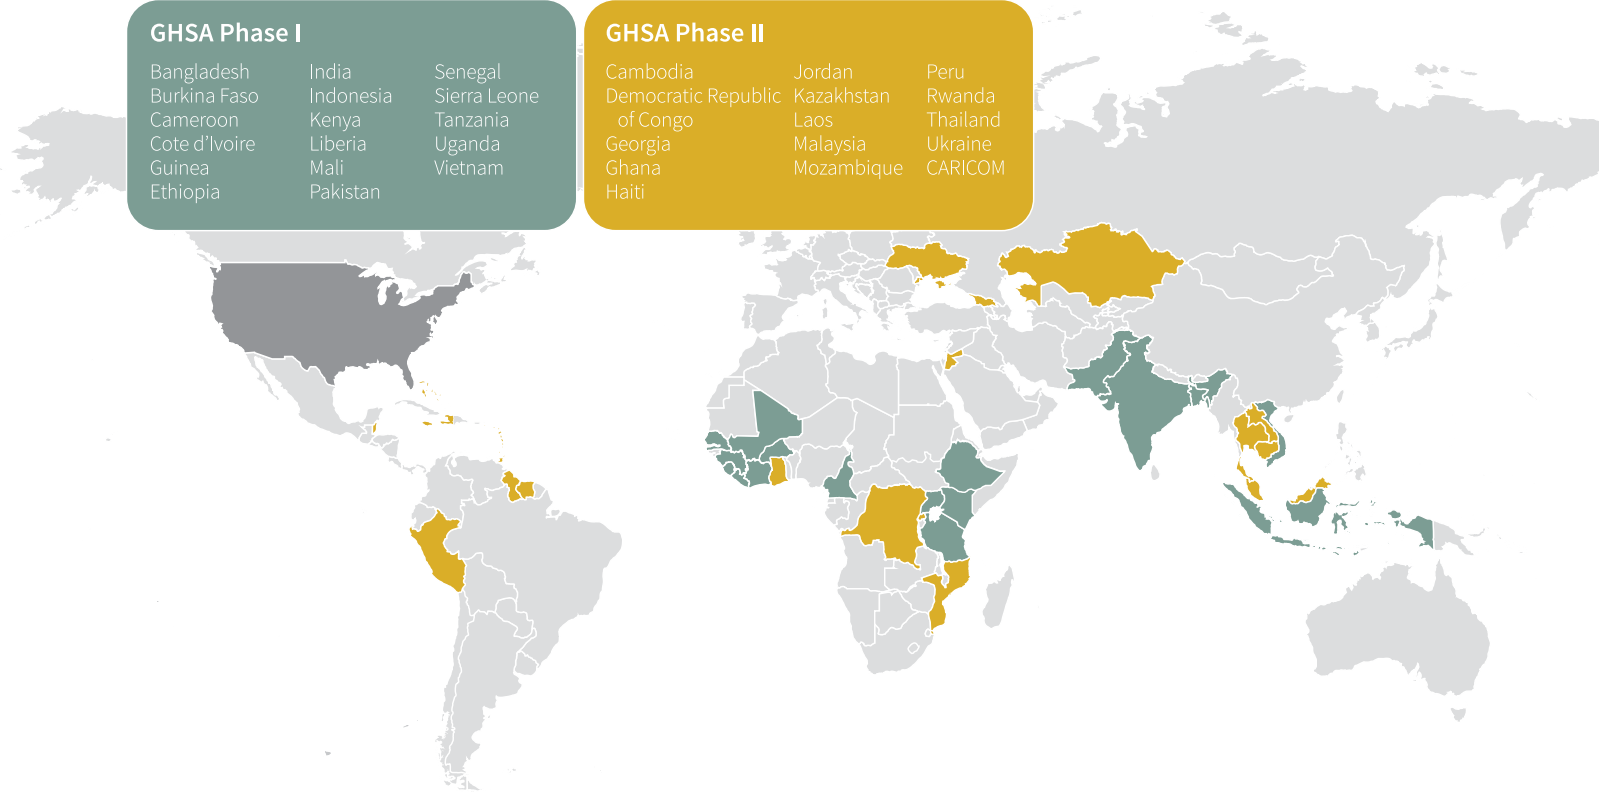 GHSA Phase I
Bangladesh
Burkina Faso
Cameroon
Cote d'Ivoire
Guinea
Ethiopia
India
Indonesia
Kenya
Liberia
Mali
Pakistan
Senegal
Sierra Leone
Tanzania
Uganda
Vietnam
GHSA Phase II
Cambodia
Democratic Republic
of Congo
Georgia
Ghana
Haiti
Jordan
Kazakhstan
Laos
Malaysia
Mozambique
Peru
Rwanda
Thailand
Ukraine
CARICOM